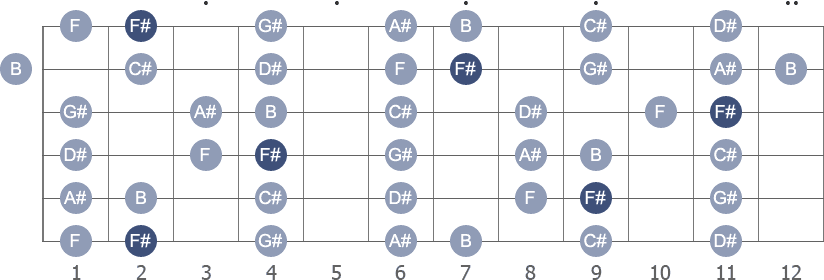 F F# G# A# B C# D#
B C# D# F F# G# A# B
G# A# B C# D# F F#
D# F F# G# A# B C#
A# B C# D# F F# G#
F F# G# A# B C# D#
1 2 3 4 5 6 7 8 9 10 11 12